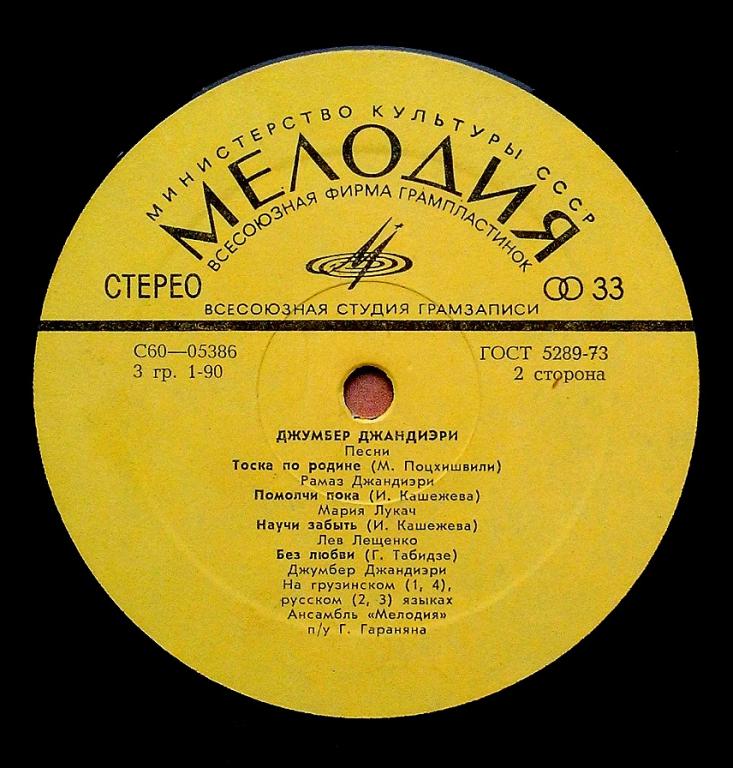 МИНИСТЕРСТВО КУЛЬТУРЫ СССР
МЕЛОДИЯ
ВСЕСОЮЗНАЯ ФИРМА ГРАМПЛАСТИНОК
СТЕРЕО
33
ВСЕСОЮЗНАЯ СТУДИЯ ГРАМЗАПИСИ
С60—05386
ГОСТ 5289-73
3 гр. 1-90
2 сторона
ДЖУМБЕР ДЖАНДИЭРИ
Песни
Тоска по родине (М. Поцхишвили)
Рамаз Джандиэри
Помолчи пока (И. Кашежева)
Мария Лукач
Научи забыть (И. Кашежева)
Лев Лещенко
Без любви (Г. Табидзе)
Джумбер Джандиэри
На грузинском (1, 4),
русском (2, 3) языках
Ансамбль «Мелодия»
п/у Г. Гараняна